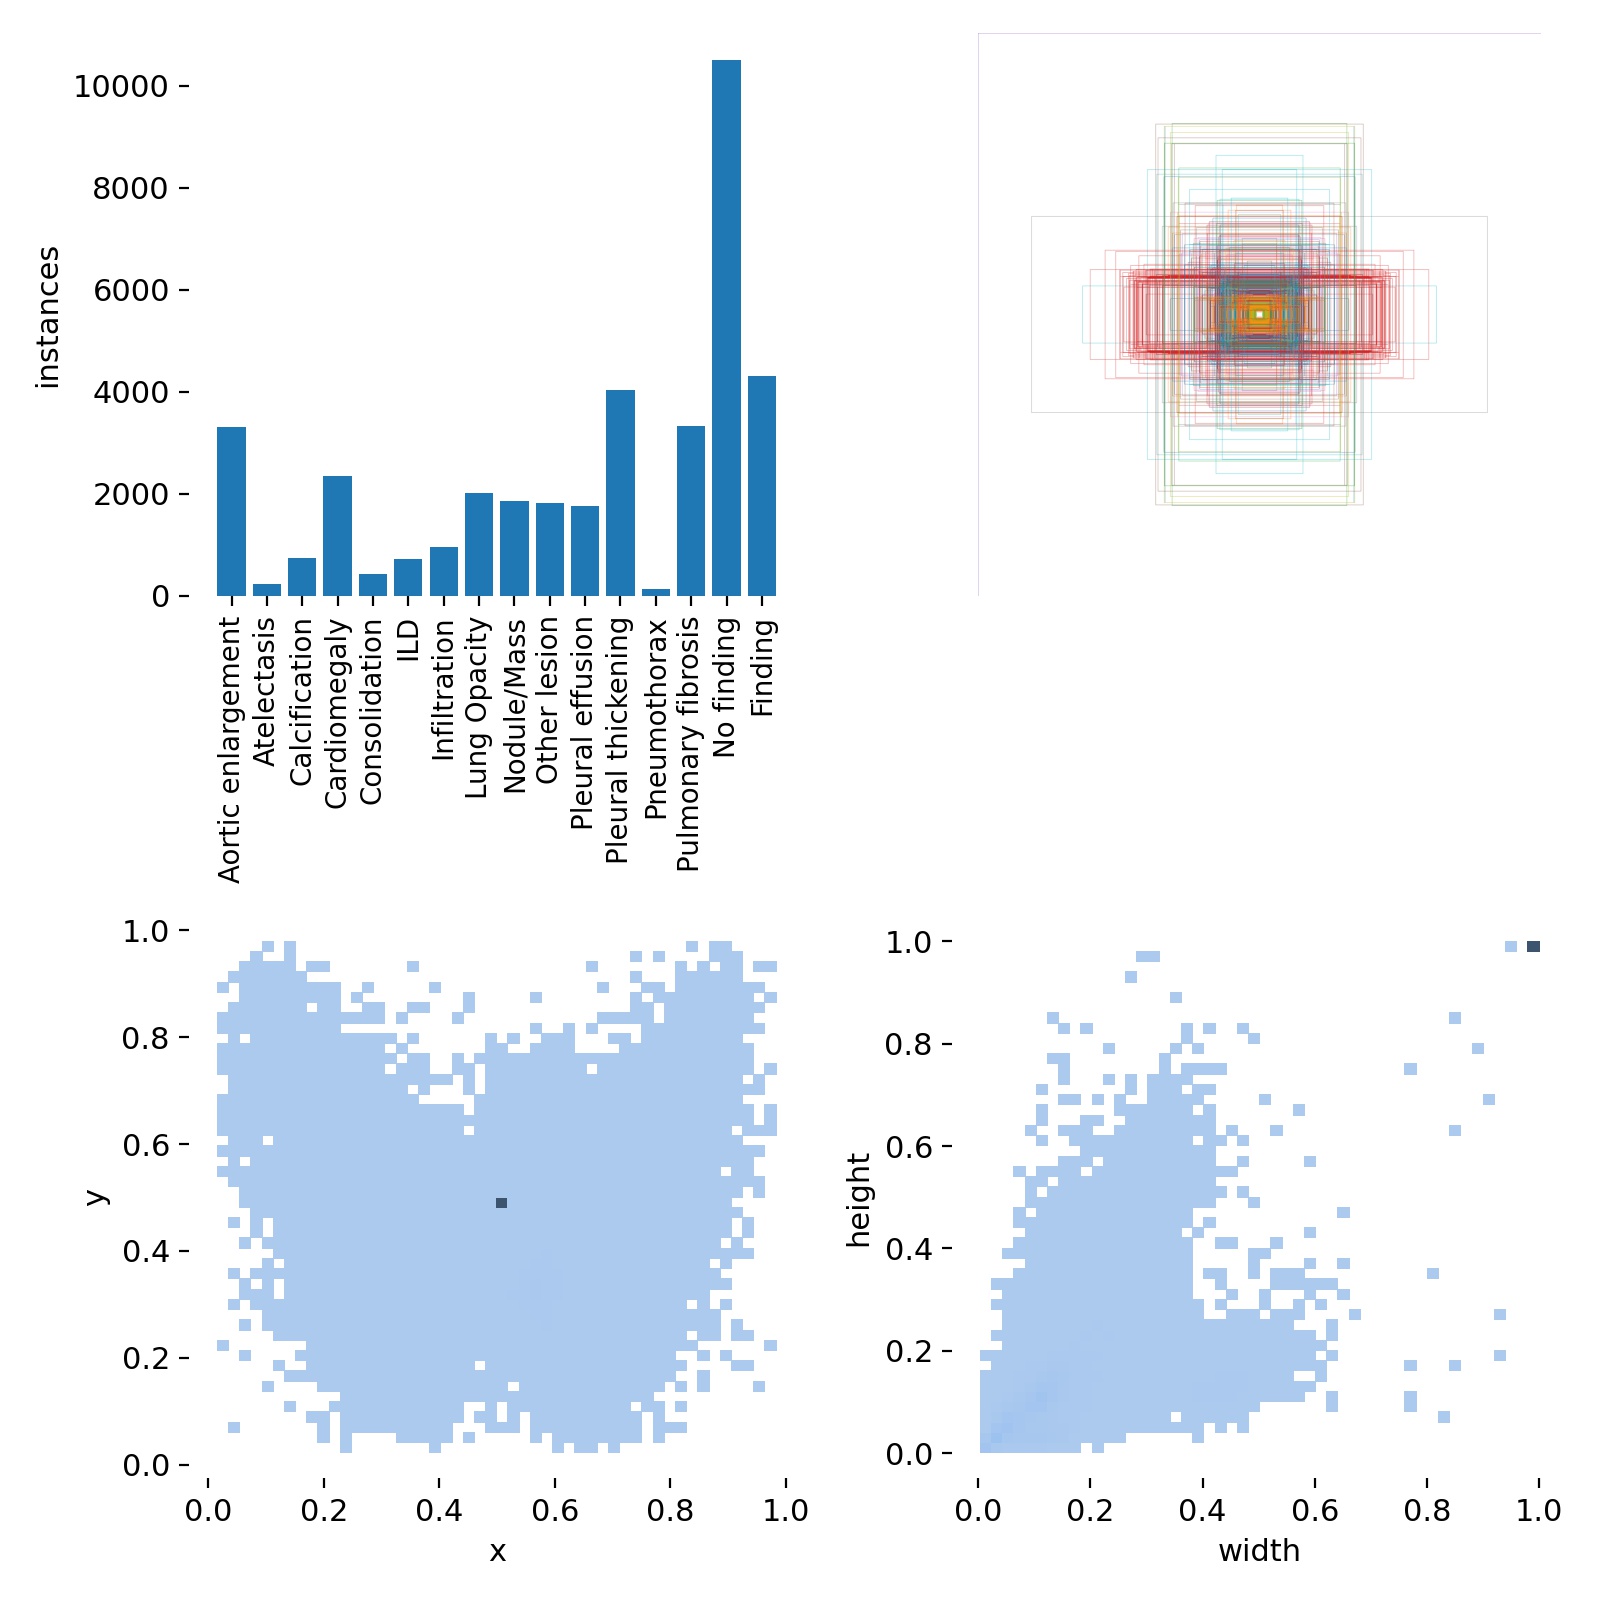 10000
8000
6000
4000
2000
0
instances
Aortic enlargement
Atelectasis
Calcification
Cardiomegaly
Consolidation
ILD
Infiltration
Lung Opacity
Nodule/Mass
Other lesion
Pleural effusion
Pleural thickening
Pneumothorax
Pulmonary fibrosis
No finding
Finding
1.0
0.8
0.6
0.4
0.2
0.0
y
0.0 0.2 0.4 0.6 0.8 1.0
x
1.0
0.8
0.6
0.4
0.2
0.0
height
0.0 0.2 0.4 0.6 0.8 1.0
width